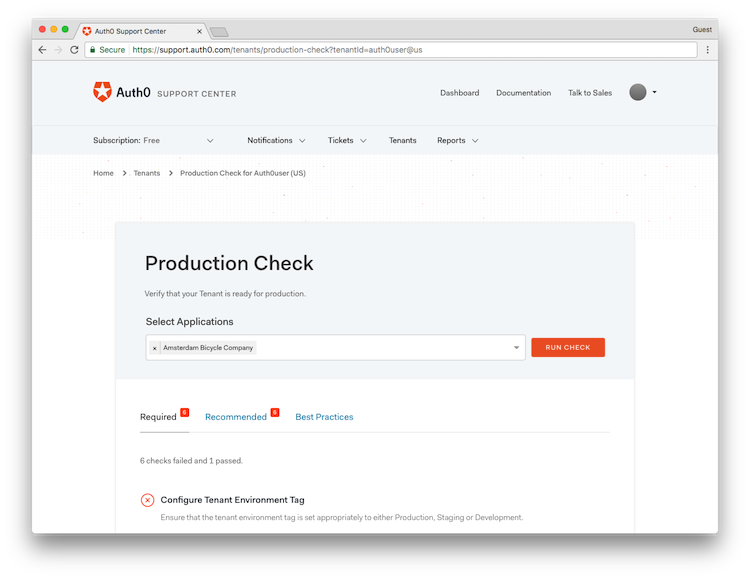 Auth0 Support Center
Guest
Secure https://support.auth0.com/tenants/production-check?tenantId=auth0user@us
Auth0 SUPPORT CENTER
Dashboard Documentation Talk to Sales
Subscription: Free Notifications Tickets Tenants Reports
Home > Tenants > Production Check for Auth0user (US)
Production Check
Verify that your Tenant is ready for production.
Select Applications
× Amsterdam Bicycle Company
RUN CHECK
Required 6 Recommended 6 Best Practices
6 checks failed and 1 passed.
Configure Tenant Environment Tag
Ensure that the tenant environment tag is set appropriately to either Production, Staging or Development.